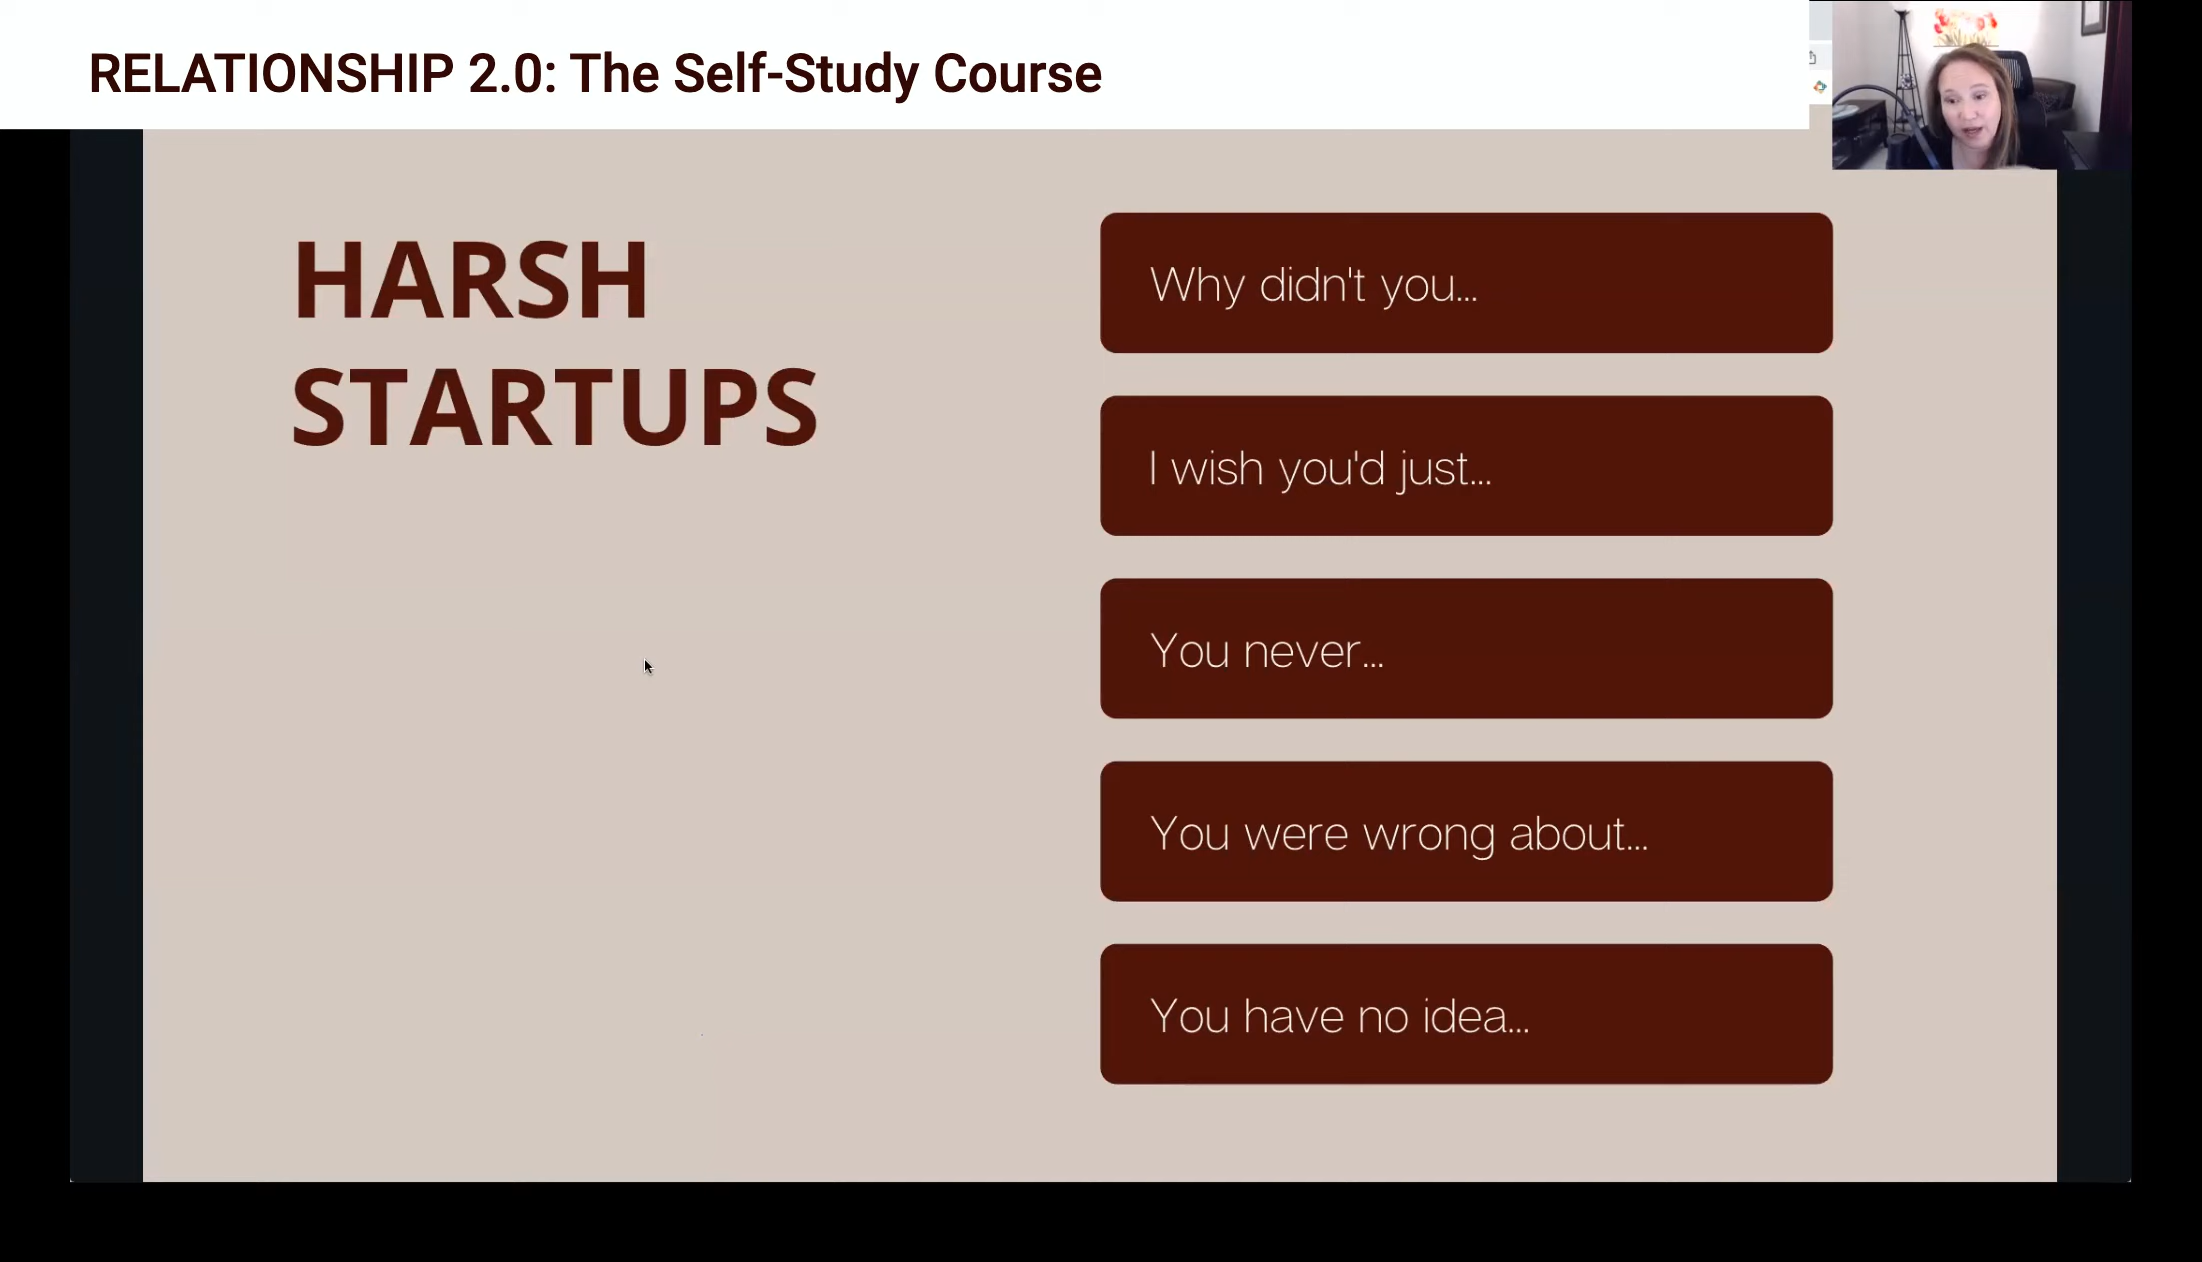 RELATIONSHIP 2.0: The Self-Study Course
HARSH
STARTUPS
Why didn't you...
I wish you'd just...
You never...
You were wrong about...
You have no idea...